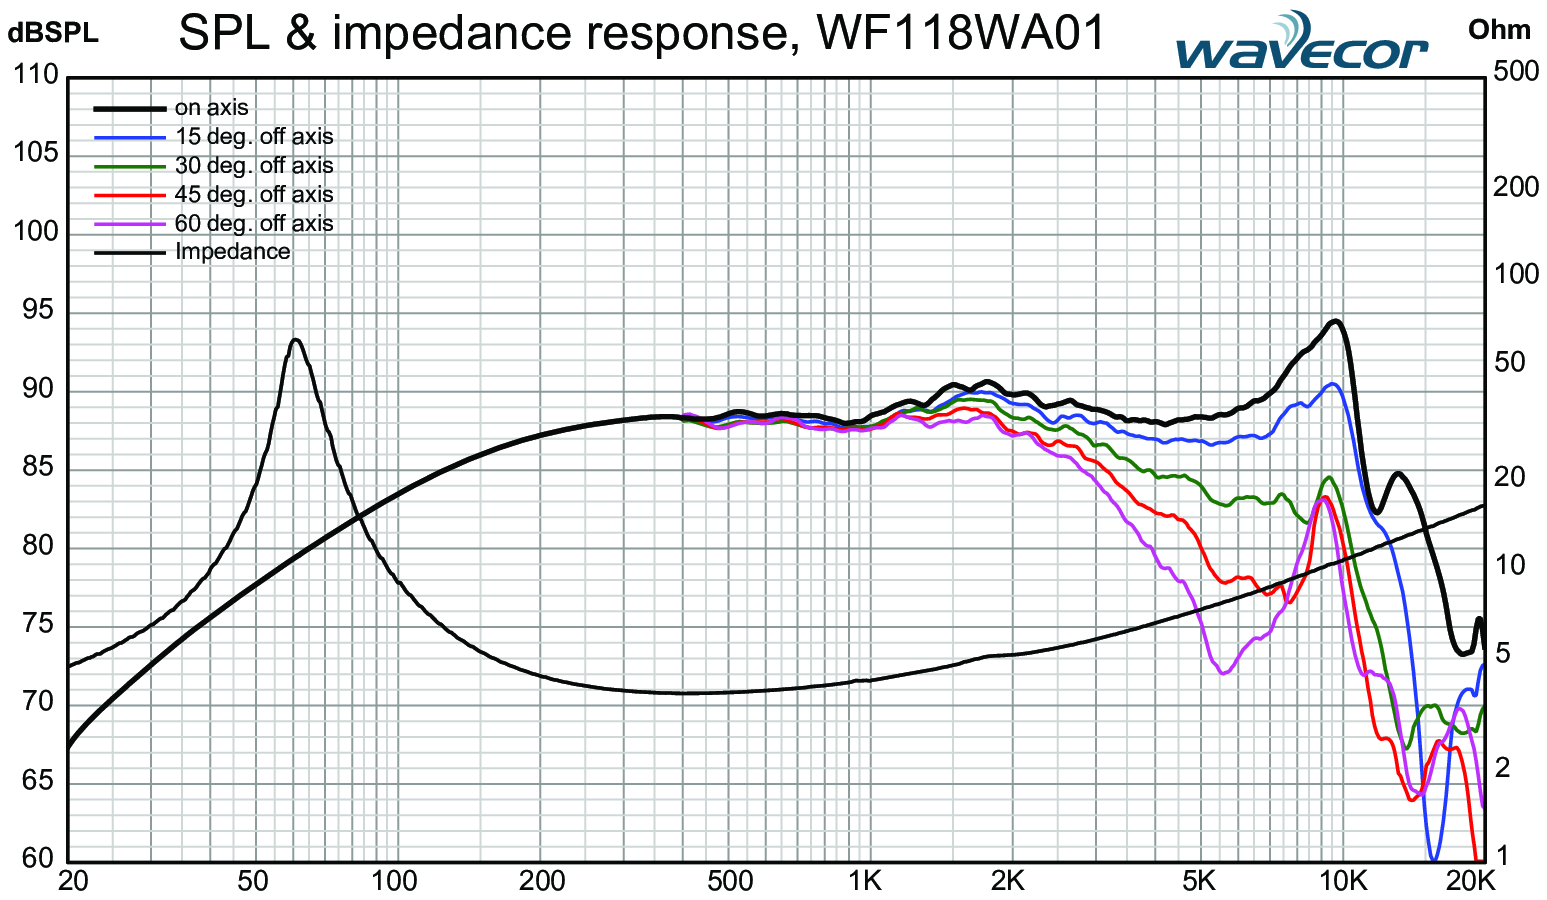 dBSPL SPL & impedance response, WF118WA01 wavecor Ohm
110 500
on axis
15 deg. off axis
105
30 deg. off axis
45 deg. off axis
200
60 deg. off axis
100
Impedance
100
95
50
90
85
20
80
10
75
5
70
2
65
60 1
20 50 100 200 500 1K 2K 5K 10K 20K